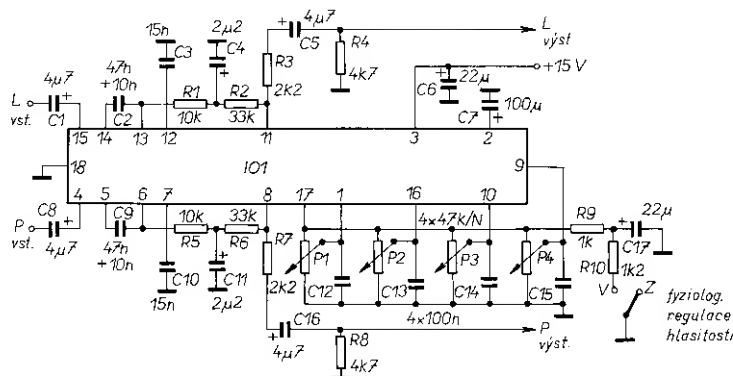 15n
C3
2µ2
C4
4µ7
C5
R3
2k2
R4
4k7
L
výst
+15 V
22µ
C6
100µ
C7
L
vst.
4µ7
C1
47n
+10n
C2
R1
10k
R2
33k
15
14
13
12
11
3
2
18
IO1
9
4
5
6
7
8
17
1
16
10
P
vst.
C8
4µ7
C9
47n
+10n
10k
R5
33k
R6
C10
15n
C11
2µ2
R7
2k2
4×47k/N
P1
P2
P3
P4
C12
C13
C14
C15
4×100n
R9
1k
22µ
C17
R10
1k2
V
Z
fyziolog.
regulace
hlasitosti
C16
4µ7
R8
4k7
P
výst.